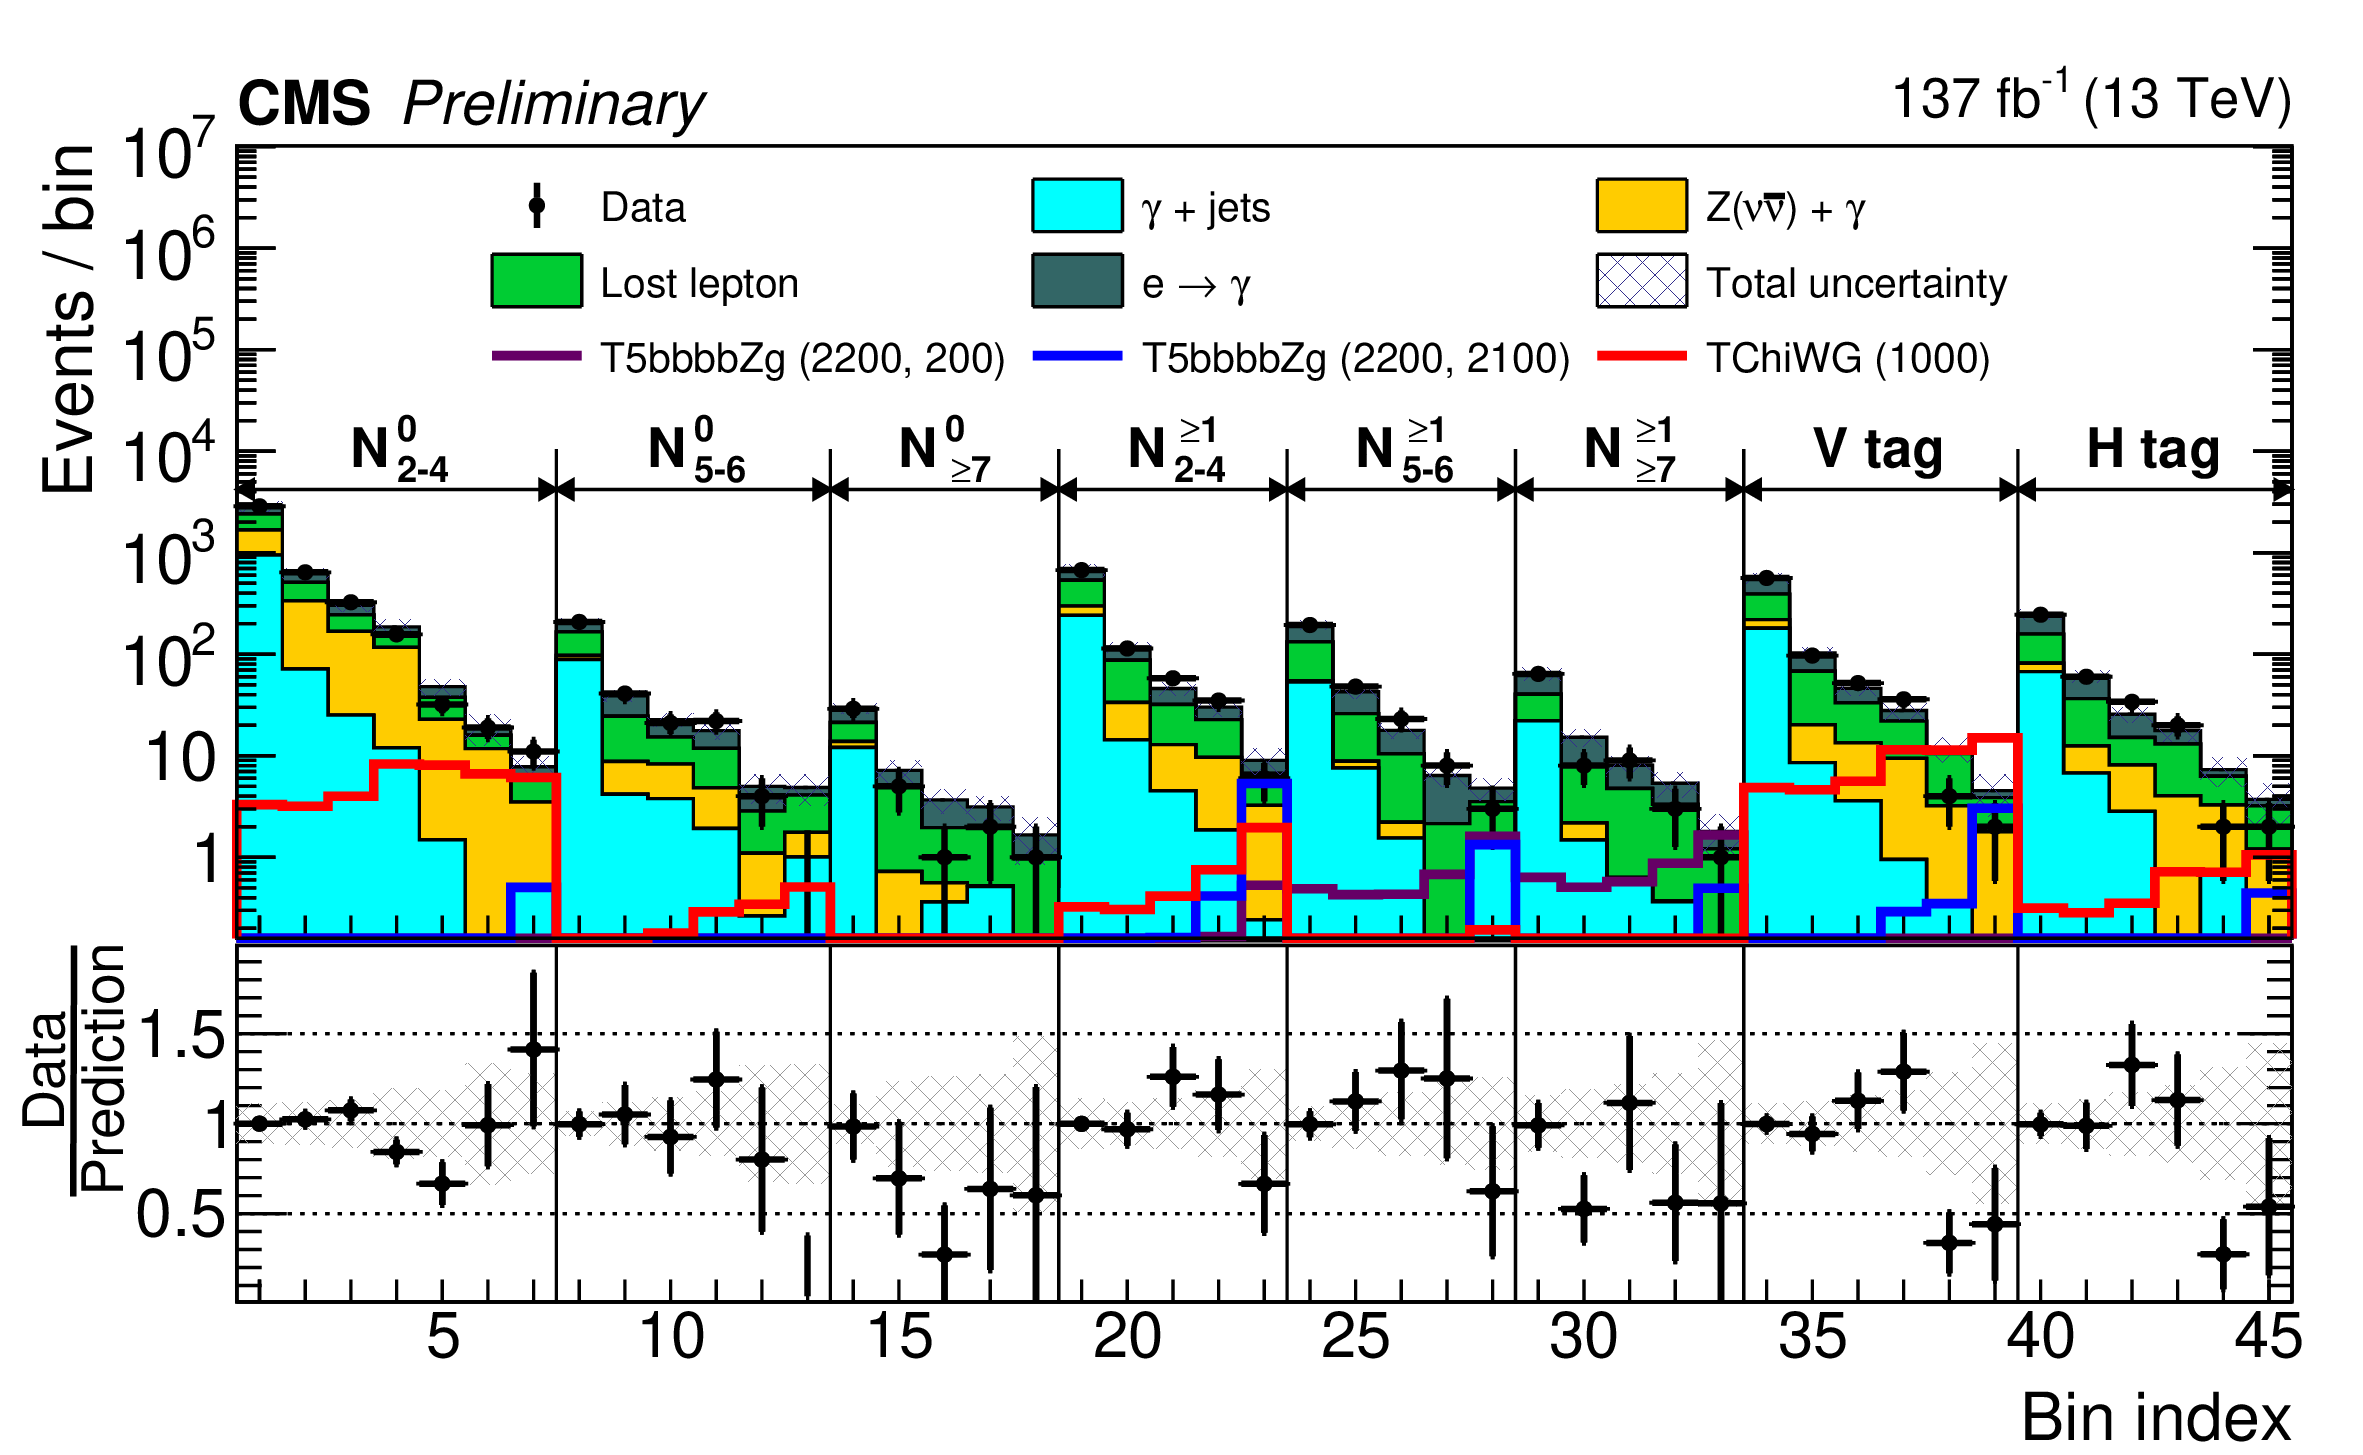 CMS Preliminary
137 fb-1 (13 TeV)
Events / bin
10^7
10^6
10^5
10^4
10^3
10^2
10
1
Data
γ + jets
Z(νν̅) + γ
Lost lepton
e → γ
Total uncertainty
T5bbbbZg (2200, 200)
T5bbbbZg (2200, 2100)
TChiWG (1000)
N^0_2-4
N^0_5-6
N^0_≥7
N^≥1_2-4
N^≥1_5-6
N^≥1_≥7
V tag
H tag
Data
Prediction
1.5
1
0.5
5 10 15 20 25 30 35 40 45
Bin index